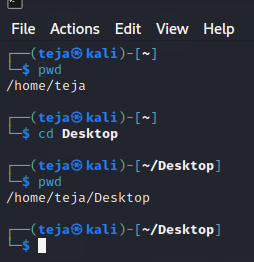 File Actions Edit View Help
┌──(teja㉿kali)-[~]
└─$ pwd
/home/teja
┌──(teja㉿kali)-[~]
└─$ cd Desktop
┌──(teja㉿kali)-[~/Desktop]
└─$ pwd
/home/teja/Desktop
┌──(teja㉿kali)-[~/Desktop]
└─$